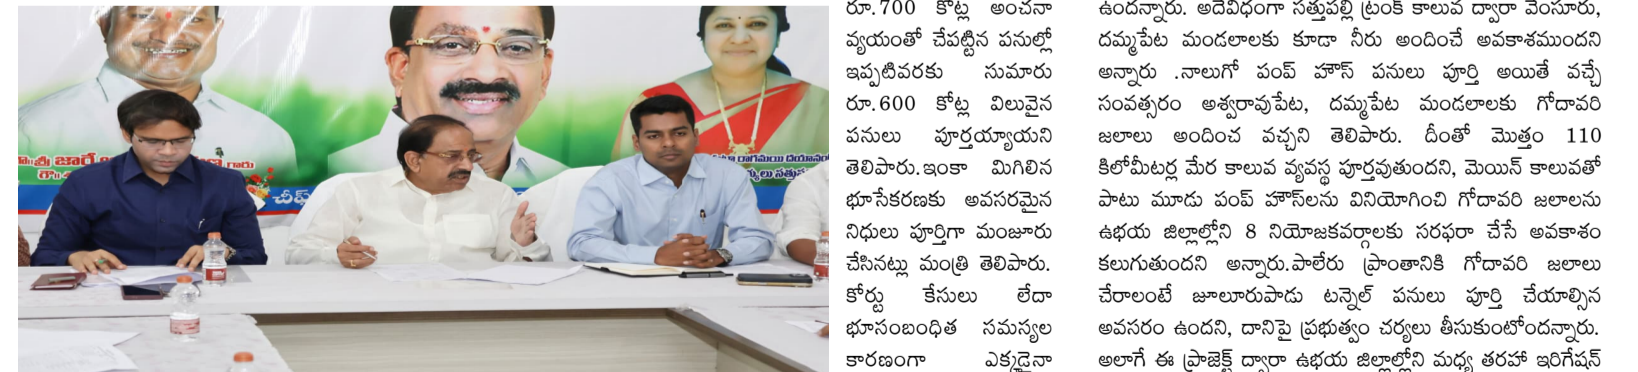 శ్రీ జారే
గారు
రాగమయి దయానం
చీఫ్
రూ.700 కోట్ల అంచనా
వ్యయంతో చేపట్టిన పనుల్లో
ఇప్పటివరకు సుమారు
రూ.600 కోట్ల విలువైన
పనులు పూర్తయ్యాయని
తెలిపారు.ఇంకా మిగిలిన
భూసేకరణకు అవసరమైన
నిధులు పూర్తిగా మంజూరు
చేసినట్లు మంత్రి తెలిపారు.
కోర్టు కేసులు లేదా
భూసంబంధిత సమస్యల
కారణంగా ఎక్కడైనా
ఉందన్నారు. అదేవిధంగా సత్తుపల్లి ట్రంక్ కాలువ ద్వారా వేంసూరు,
దమ్మపేట మండలాలకు కూడా నీరు అందించే అవకాశముందని
అన్నారు .నాలుగో పంప్ హౌస్ పనులు పూర్తి అయితే వచ్చే
సంవత్సరం అశ్వరావుపేట, దమ్మపేట మండలాలకు గోదావరి
జలాలు అందించ వచ్చని తెలిపారు. దీంతో మొత్తం 110
కిలోమీటర్ల మేర కాలువ వ్యవస్థ పూర్తవుతుందని, మెయిన్ కాలువతో
పాటు మూడు పంప్ హౌస్‌లను వినియోగించి గోదావరి జలాలను
ఉభయ జిల్లాల్లోని 8 నియోజకవర్గాలకు సరఫరా చేసే అవకాశం
కలుగుతుందని అన్నారు.పాలేరు ప్రాంతానికి గోదావరి జలాలు
చేరాలంటే జూలూరుపాడు టన్నెల్ పనులు పూర్తి చేయాల్సిన
అవసరం ఉందని, దానిపై ప్రభుత్వం చర్యలు తీసుకుంటోందన్నారు.
అలాగే ఈ ప్రాజెక్ట్ ద్వారా ఉభయ జిల్లాల్లోని మధ్య తరహా ఇరిగేషన్